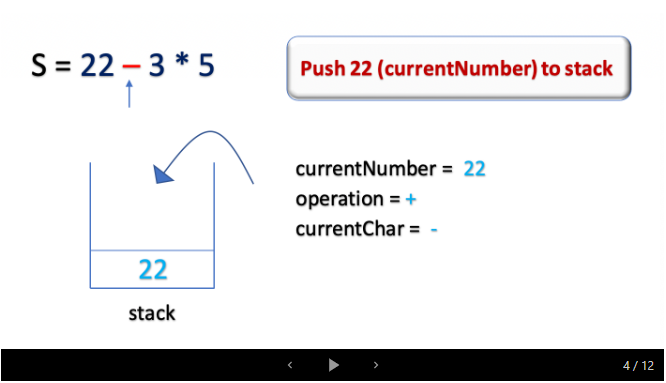 S = 22 – 3 * 5
Push 22 (currentNumber) to stack
currentNumber = 22
operation = +
currentChar = -
22
stack
4 / 12